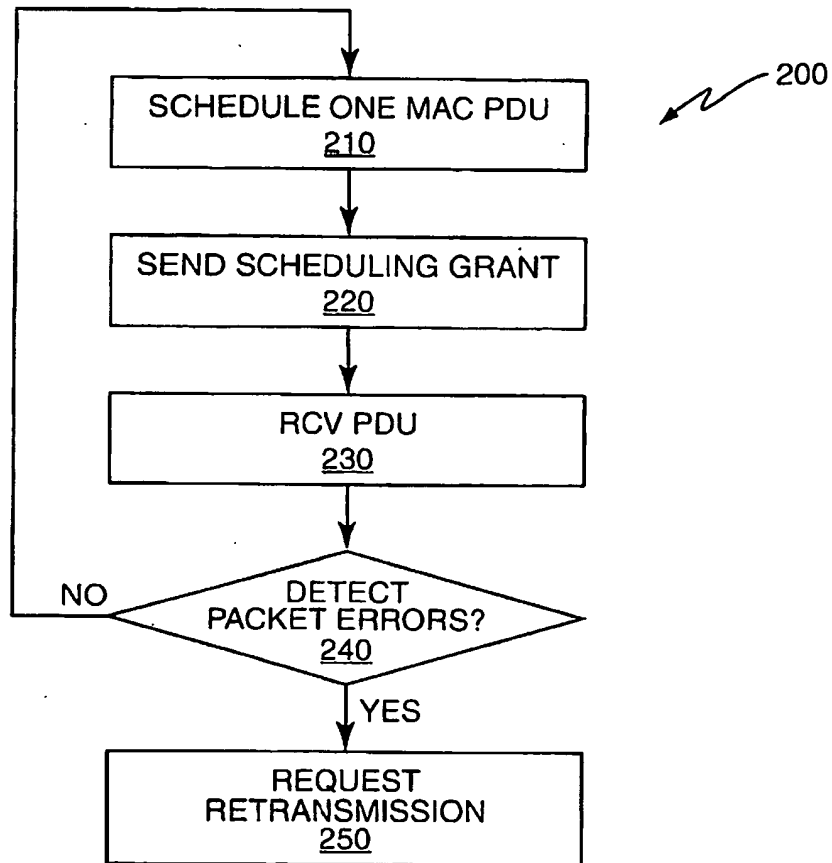 200
SCHEDULE ONE MAC PDU
210
SEND SCHEDULING GRANT
220
RCV PDU
230
NO
DETECT
PACKET ERRORS?
240
YES
REQUEST
RETRANSMISSION
250